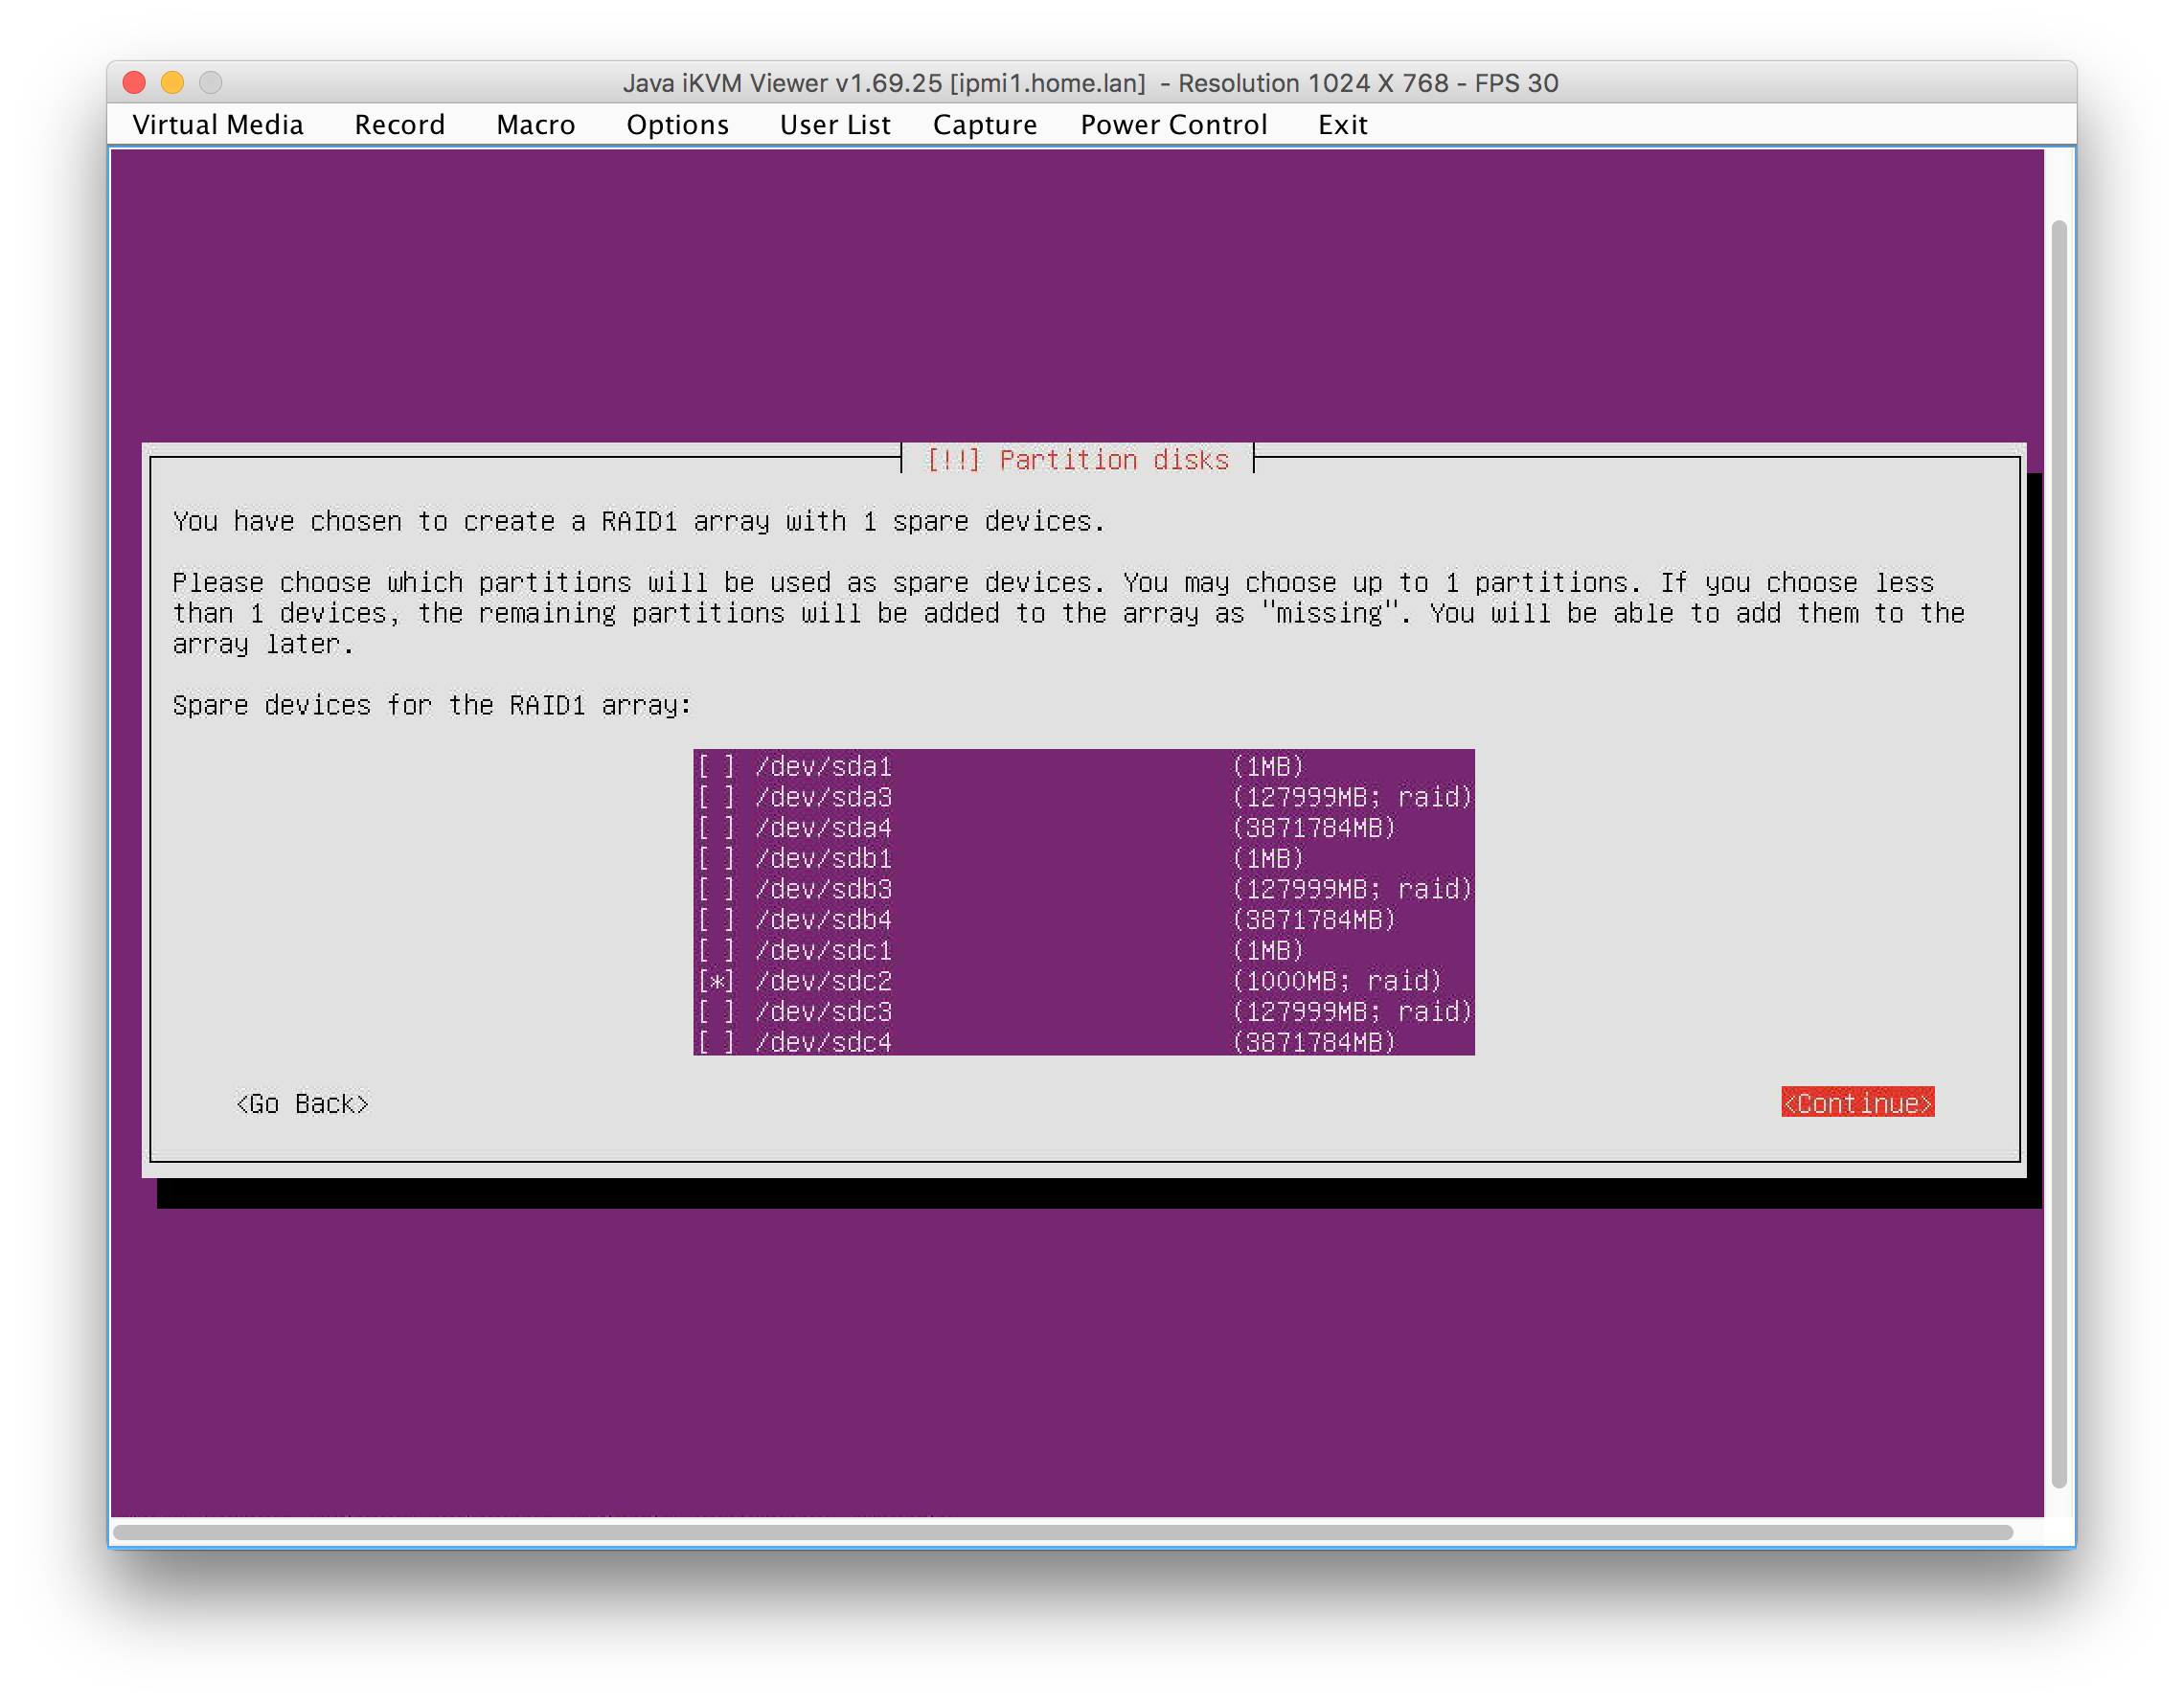 Java iKVM Viewer v1.69.25 [ipmi1.home.lan]  - Resolution 1024 X 768 - FPS 30
Virtual Media Record Macro Options User List Capture Power Control Exit
[!!] Partition disks
You have chosen to create a RAID1 array with 1 spare devices.
Please choose which partitions will be used as spare devices. You may choose up to 1 partitions. If you choose less
than 1 devices, the remaining partitions will be added to the array as "missing". You will be able to add them to the
array later.
Spare devices for the RAID1 array:
[ ] /dev/sda1 (1MB)
[ ] /dev/sda3 (127999MB; raid)
[ ] /dev/sda4 (3871784MB)
[ ] /dev/sdb1 (1MB)
[ ] /dev/sdb3 (127999MB; raid)
[ ] /dev/sdb4 (3871784MB)
[ ] /dev/sdc1 (1MB)
[*] /dev/sdc2 (1000MB; raid)
[ ] /dev/sdc3 (127999MB; raid)
[ ] /dev/sdc4 (3871784MB)
<Go Back> <Continue>